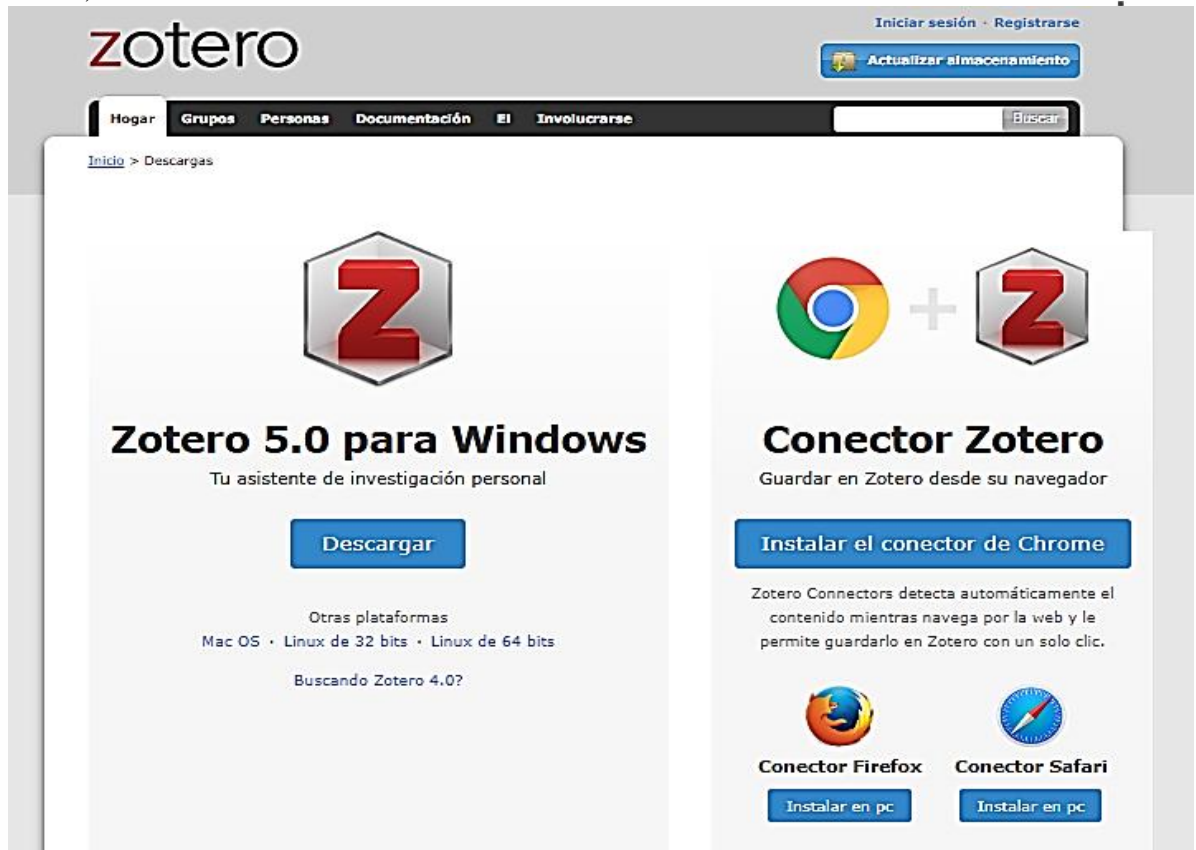 zotero
Iniciar sesión · Registrarse
Actualizar almacenamiento
Hogar Grupos Personas Documentación El Involucrarse
Buscar
Inicio > Descargas
Zotero 5.0 para Windows
Tu asistente de investigación personal
Descargar
Otras plataformas
Mac OS · Linux de 32 bits · Linux de 64 bits
Buscando Zotero 4.0?
Conector Zotero
Guardar en Zotero desde su navegador
Instalar el conector de Chrome
Zotero Connectors detecta automáticamente el
contenido mientras navega por la web y le
permite guardarlo en Zotero con un solo clic.
Conector Firefox
Instalar en pc
Conector Safari
Instalar en pc